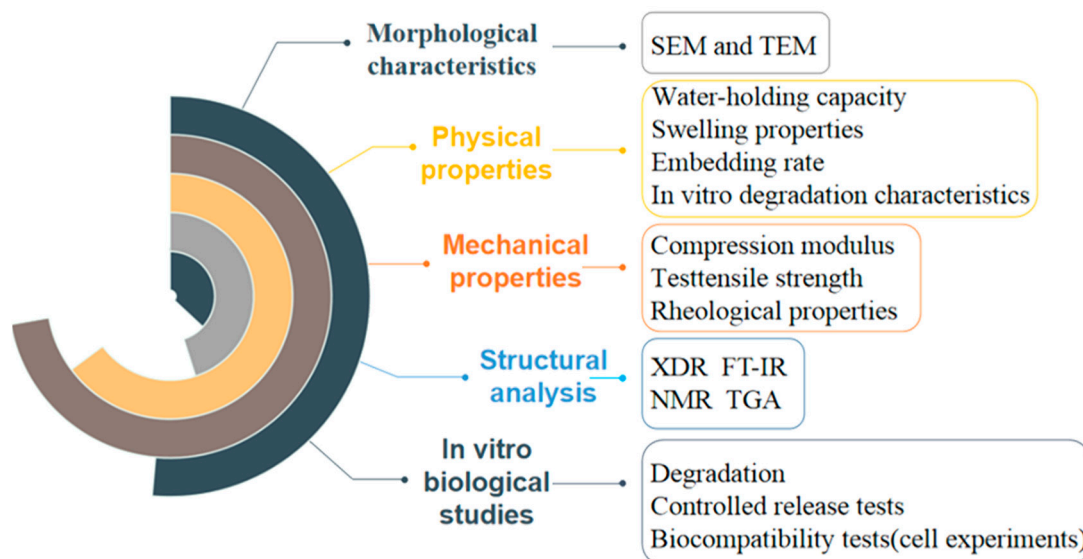 Morphological
characteristics
SEM and TEM
Physical
properties
Water-holding capacity
Swelling properties
Embedding rate
In vitro degradation characteristics
Mechanical
properties
Compression modulus
Testtensile strength
Rheological properties
Structural
analysis
XDR FT-IR
NMR TGA
In vitro
biological
studies
Degradation
Controlled release tests
Biocompatibility tests(cell experiments)